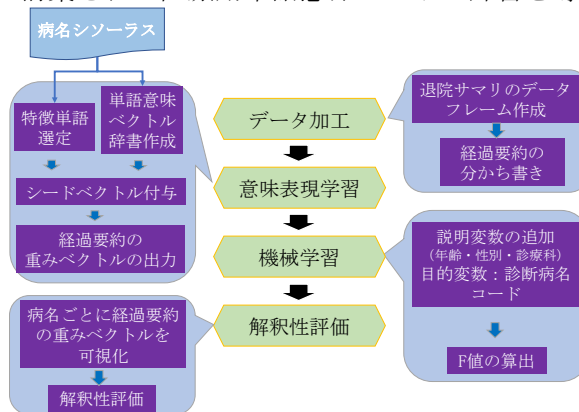 病名シソーラス
特徴単語
選定
単語意味
ベクトル
辞書作成
シードベクトル付与
経過要約の
重みベクトルの出力
データ加工
意味表現学習
機械学習
解釈性評価
退院サマリのデータ
フレーム作成
経過要約の
分かち書き
説明変数の追加
(年齢・性別・診療科)
目的変数:診断病名
コード
F値の算出
病名ごとに経過要約
の重みベクトルを
可視化
解釈性評価